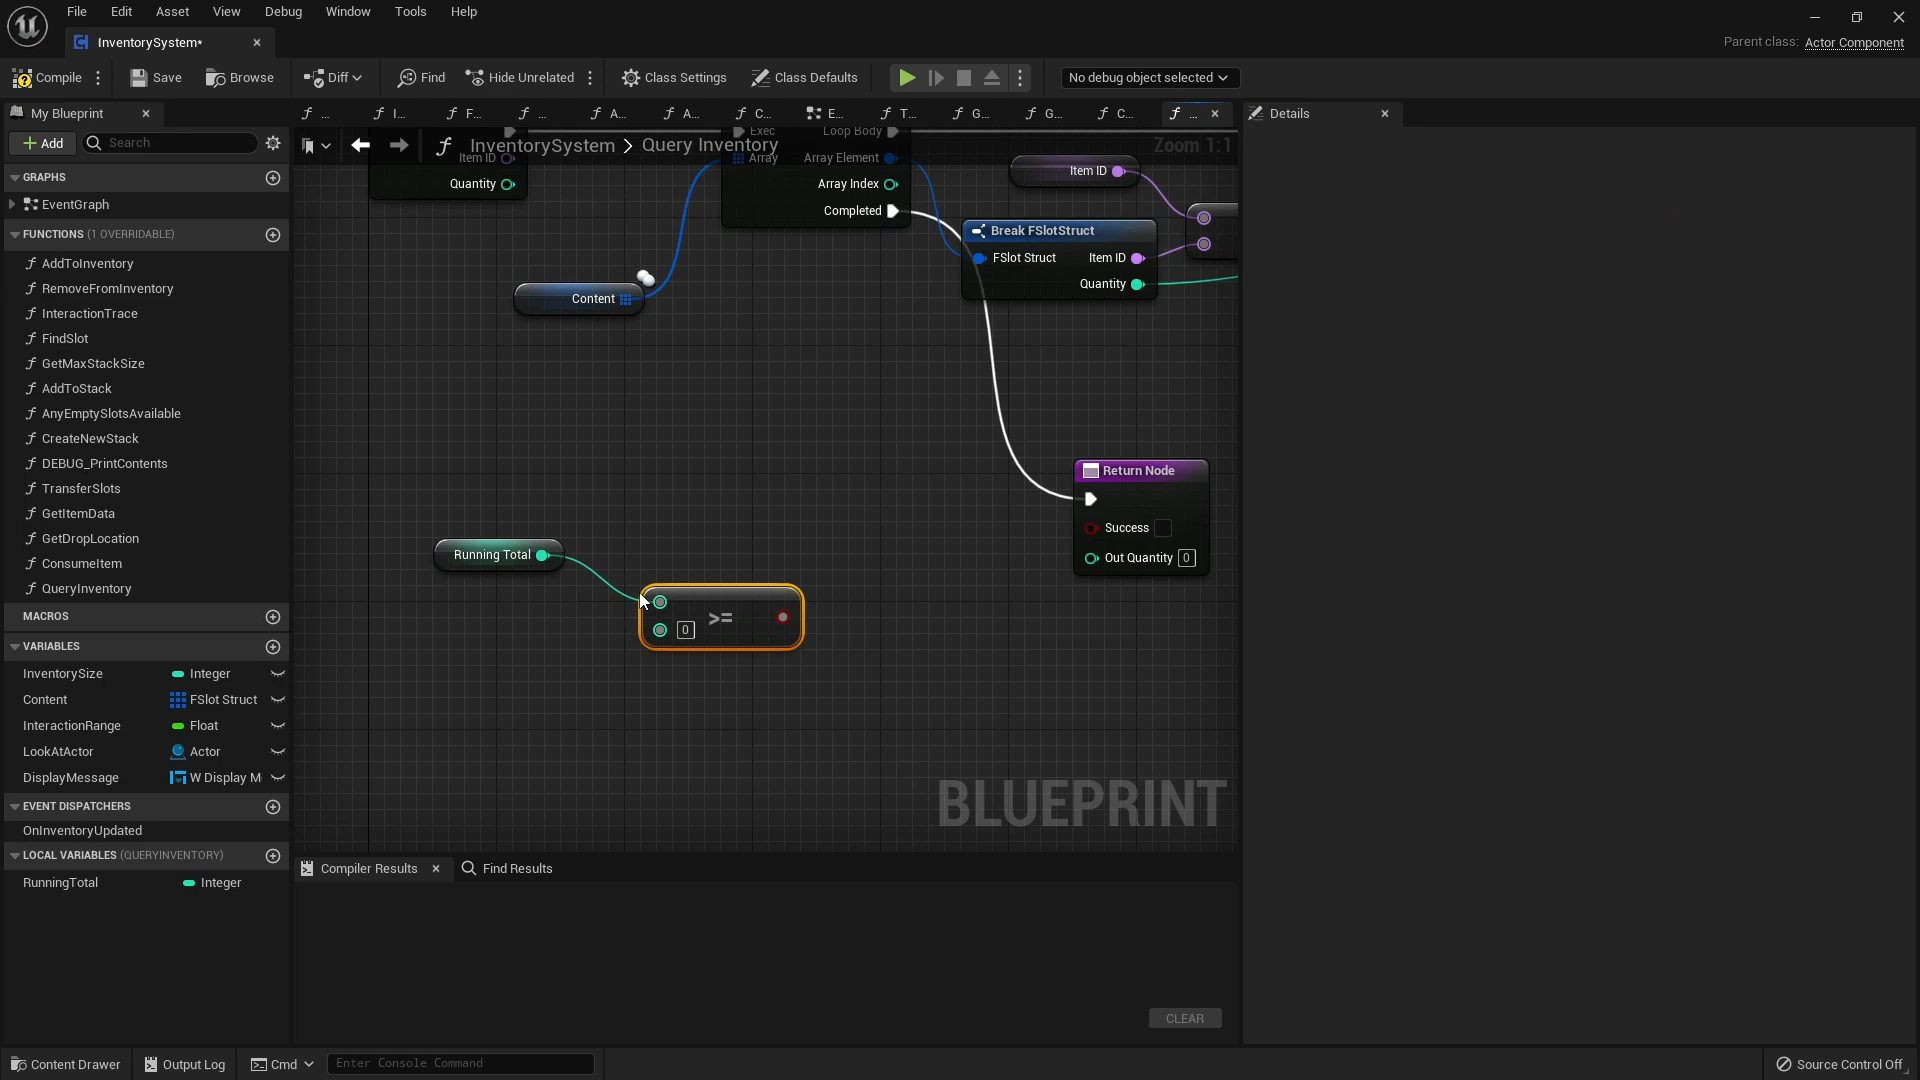 File Edit Asset View Debug Window Tools Help
InventorySystem*
Parent class: Actor Component
Compile Save Browse Diff Find Hide Unrelated Class Settings Class Defaults No debug object selected
My Blueprint
... I... F... ... A... A... C... E... T... G... G... C... ...
Details
Add Search
InventorySystem > Query Inventory
Zoom 1:1
Exec Loop Body
Item ID
Array Array Element
Quantity
Array Index
Completed
Item ID
Break FSlotStruct
FSlot Struct Item ID
Quantity
Content
Return Node
Success
Out Quantity 0
Running Total
>=
0
BLUEPRINT
GRAPHS
EventGraph
FUNCTIONS (1 OVERRIDABLE)
AddToInventory
RemoveFromInventory
InteractionTrace
FindSlot
GetMaxStackSize
AddToStack
AnyEmptySlotsAvailable
CreateNewStack
DEBUG_PrintContents
TransferSlots
GetItemData
GetDropLocation
ConsumeItem
QueryInventory
MACROS
VARIABLES
InventorySize Integer
Content FSlot Struct
InteractionRange Float
LookAtActor Actor
DisplayMessage W Display M
EVENT DISPATCHERS
OnInventoryUpdated
LOCAL VARIABLES (QUERYINVENTORY)
RunningTotal Integer
Compiler Results Find Results
CLEAR
Content Drawer Output Log Cmd Enter Console Command Source Control Off